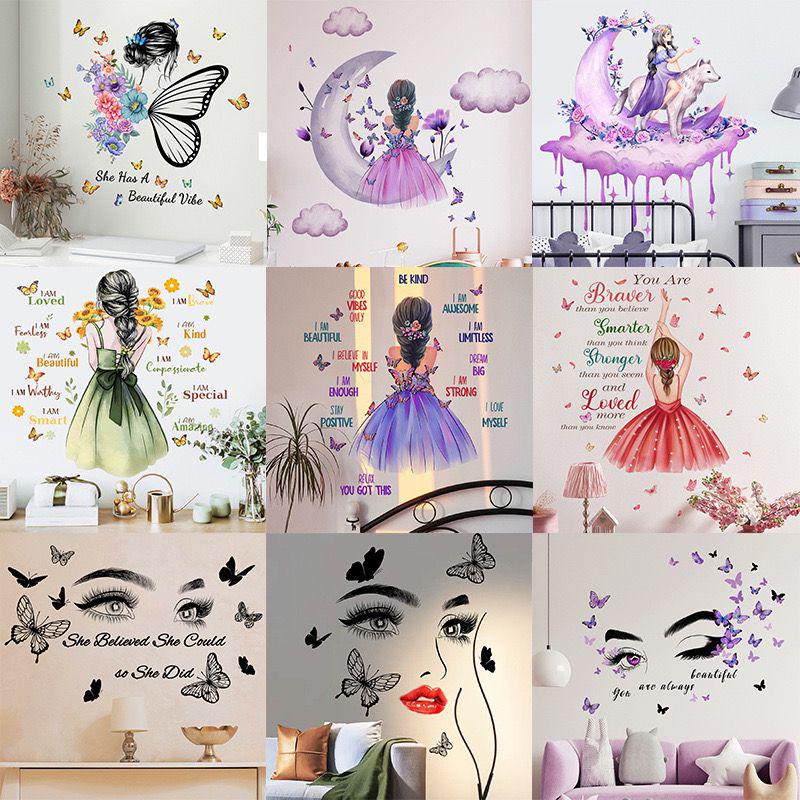 She Has A
Beautiful Vibe
I AM
Loved
I AM Brave
I AM
Fearless
I AM
Kind
I AM
Beautiful
I AM
Compassionate
I AM Worthy
I AM
Special
I AM
Smart
I AM
Amazing
BE KIND
GOOD
VIBES
ONLY
I AM
AWESOME
I AM
BEAUTIFUL
I AM
LIMITLESS
I BELIEVE IN
MYSELF
DREAM
BIG
I AM
ENOUGH
I AM
STRONG
STAY
POSITIVE
I LOVE
MYSELF
RELAX
YOU GOT THIS
You Are
Braver
than you believe
Smarter
than you think
Stronger
than you seem
and
Loved
more
than you know
She Believed She Could
so She Did
You are always beautiful